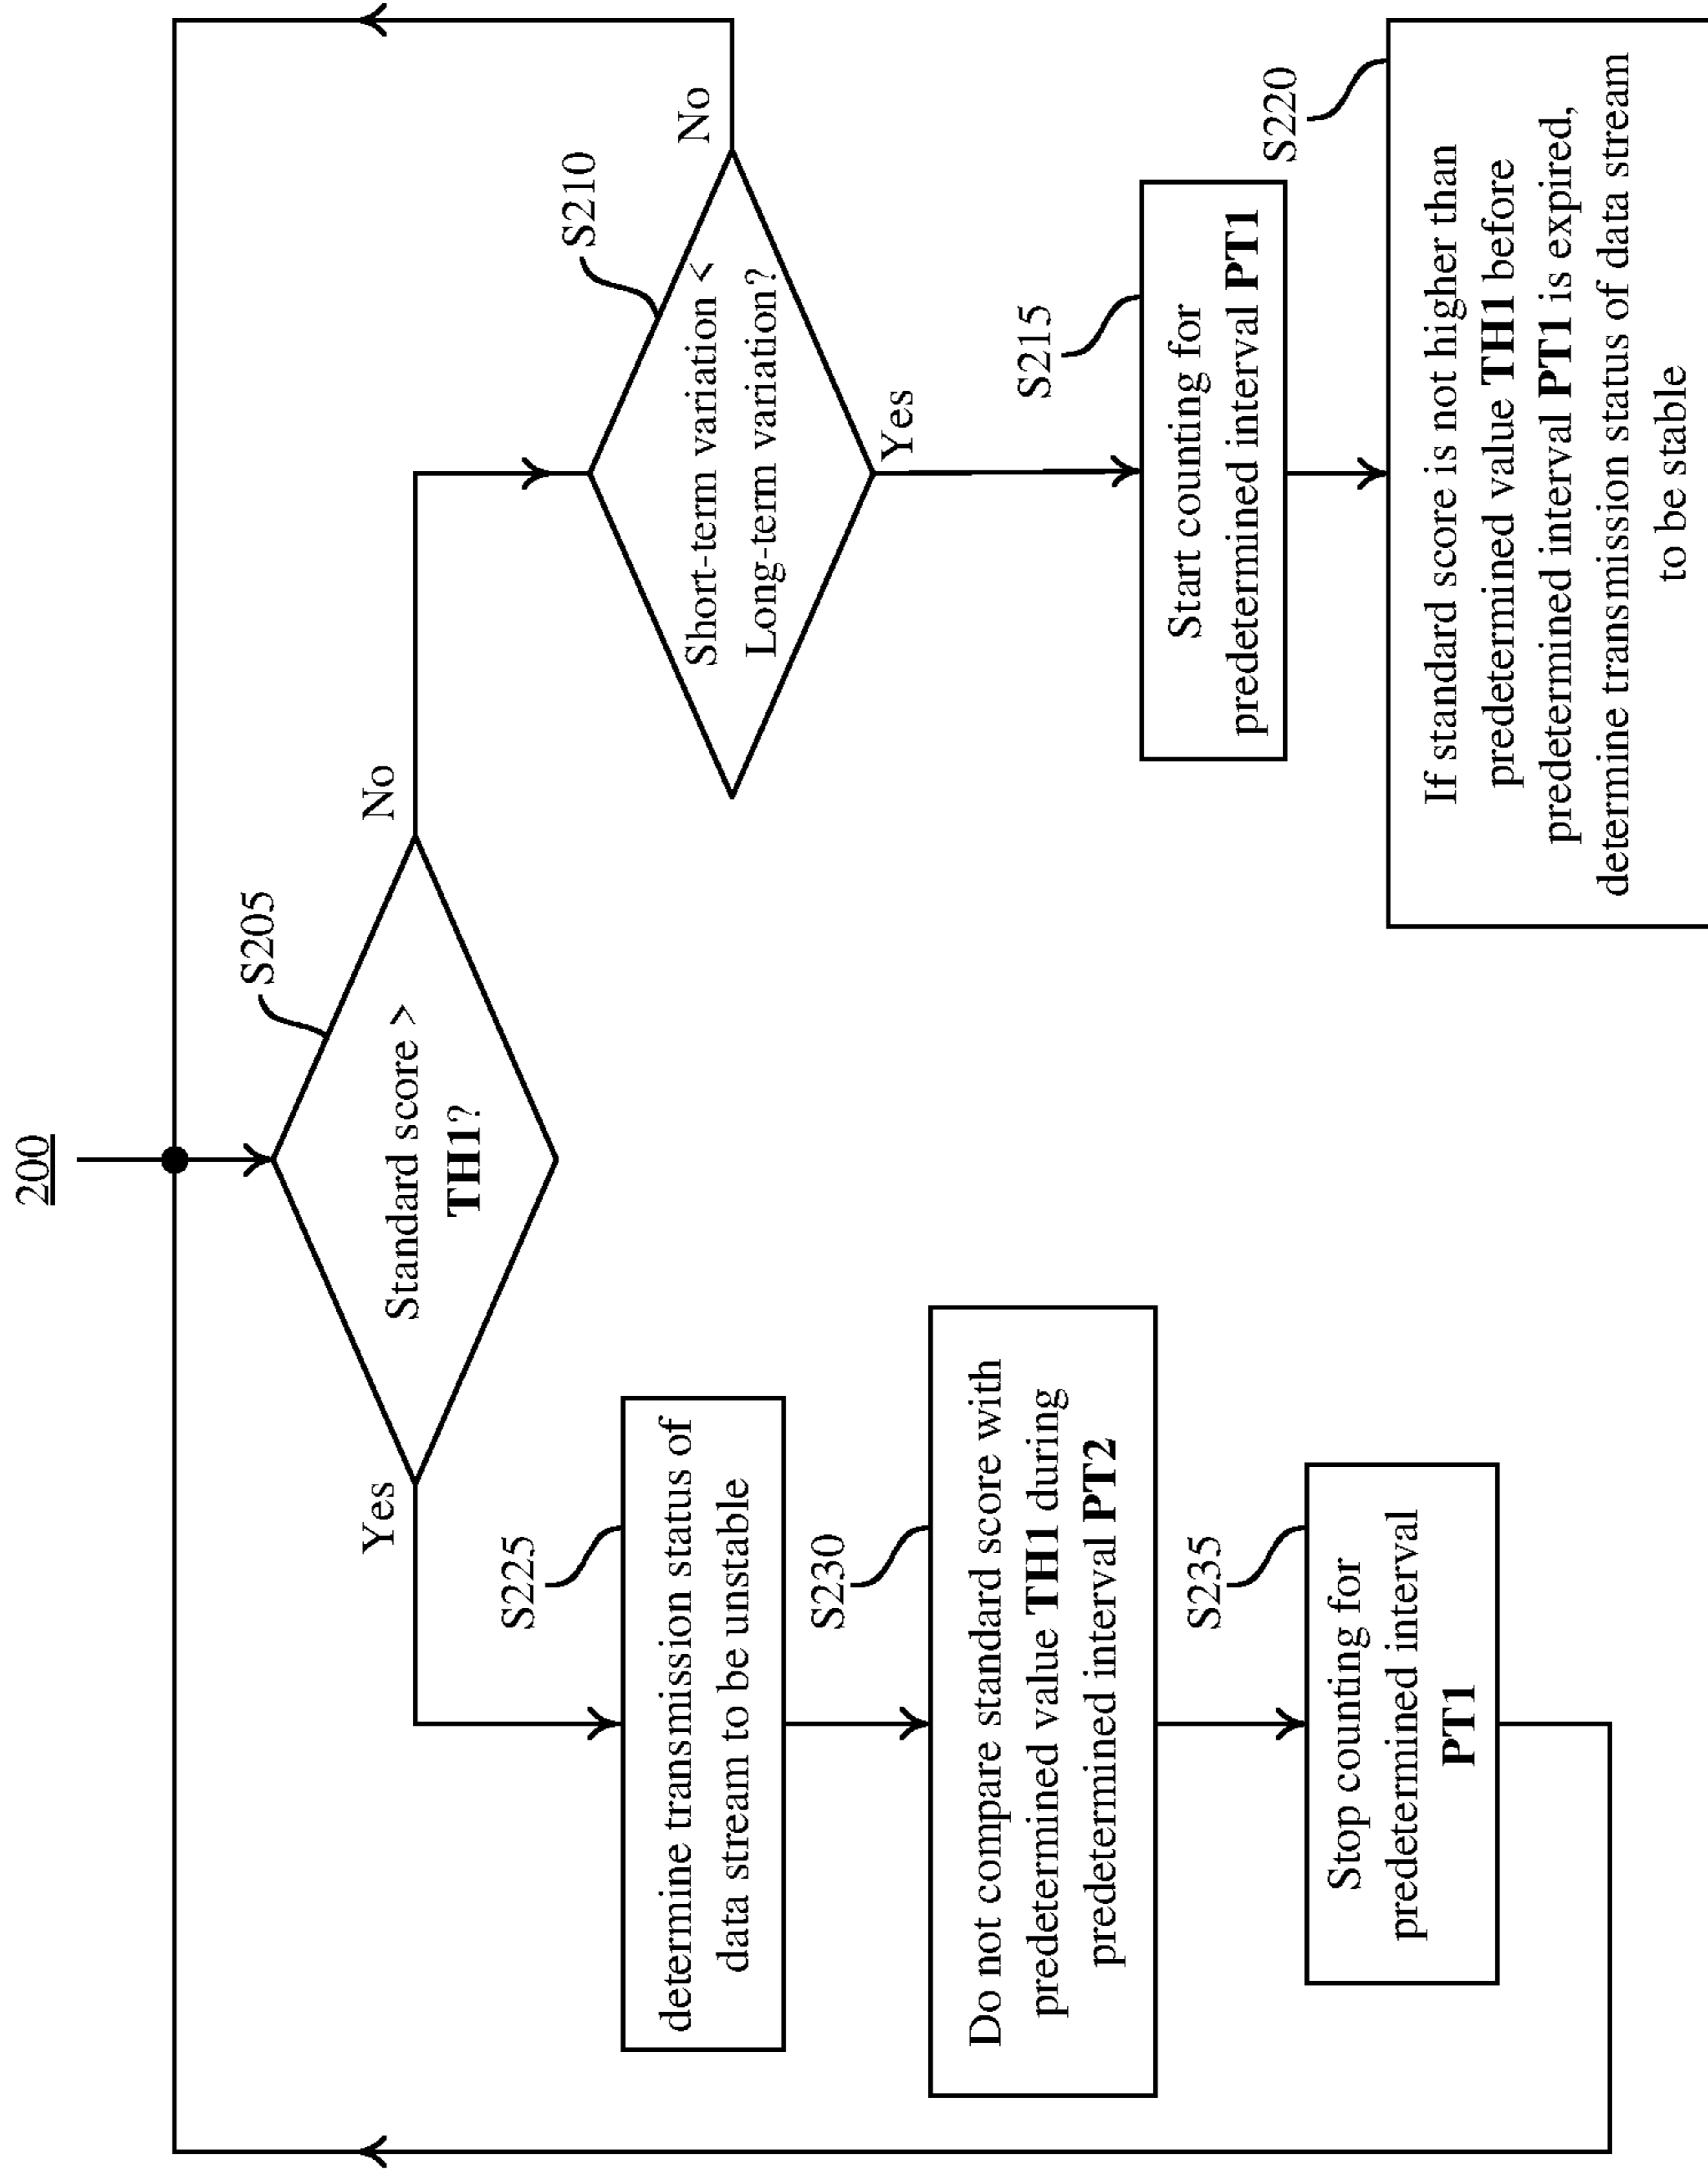 200
S205
Standard score >
TH1?
Yes
No
S210
Short-term variation <
Long-term variation?
No
Yes
S215
Start counting for
predetermined interval PT1
S220
If standard score is not higher than
predetermined value TH1 before
predetermined interval PT1 is expired,
determine transmission status of data stream
to be stable
S225
determine transmission status of
data stream to be unstable
S230
Do not compare standard score with
predetermined value TH1 during
predetermined interval PT2
S235
Stop counting for
predetermined interval
PT1